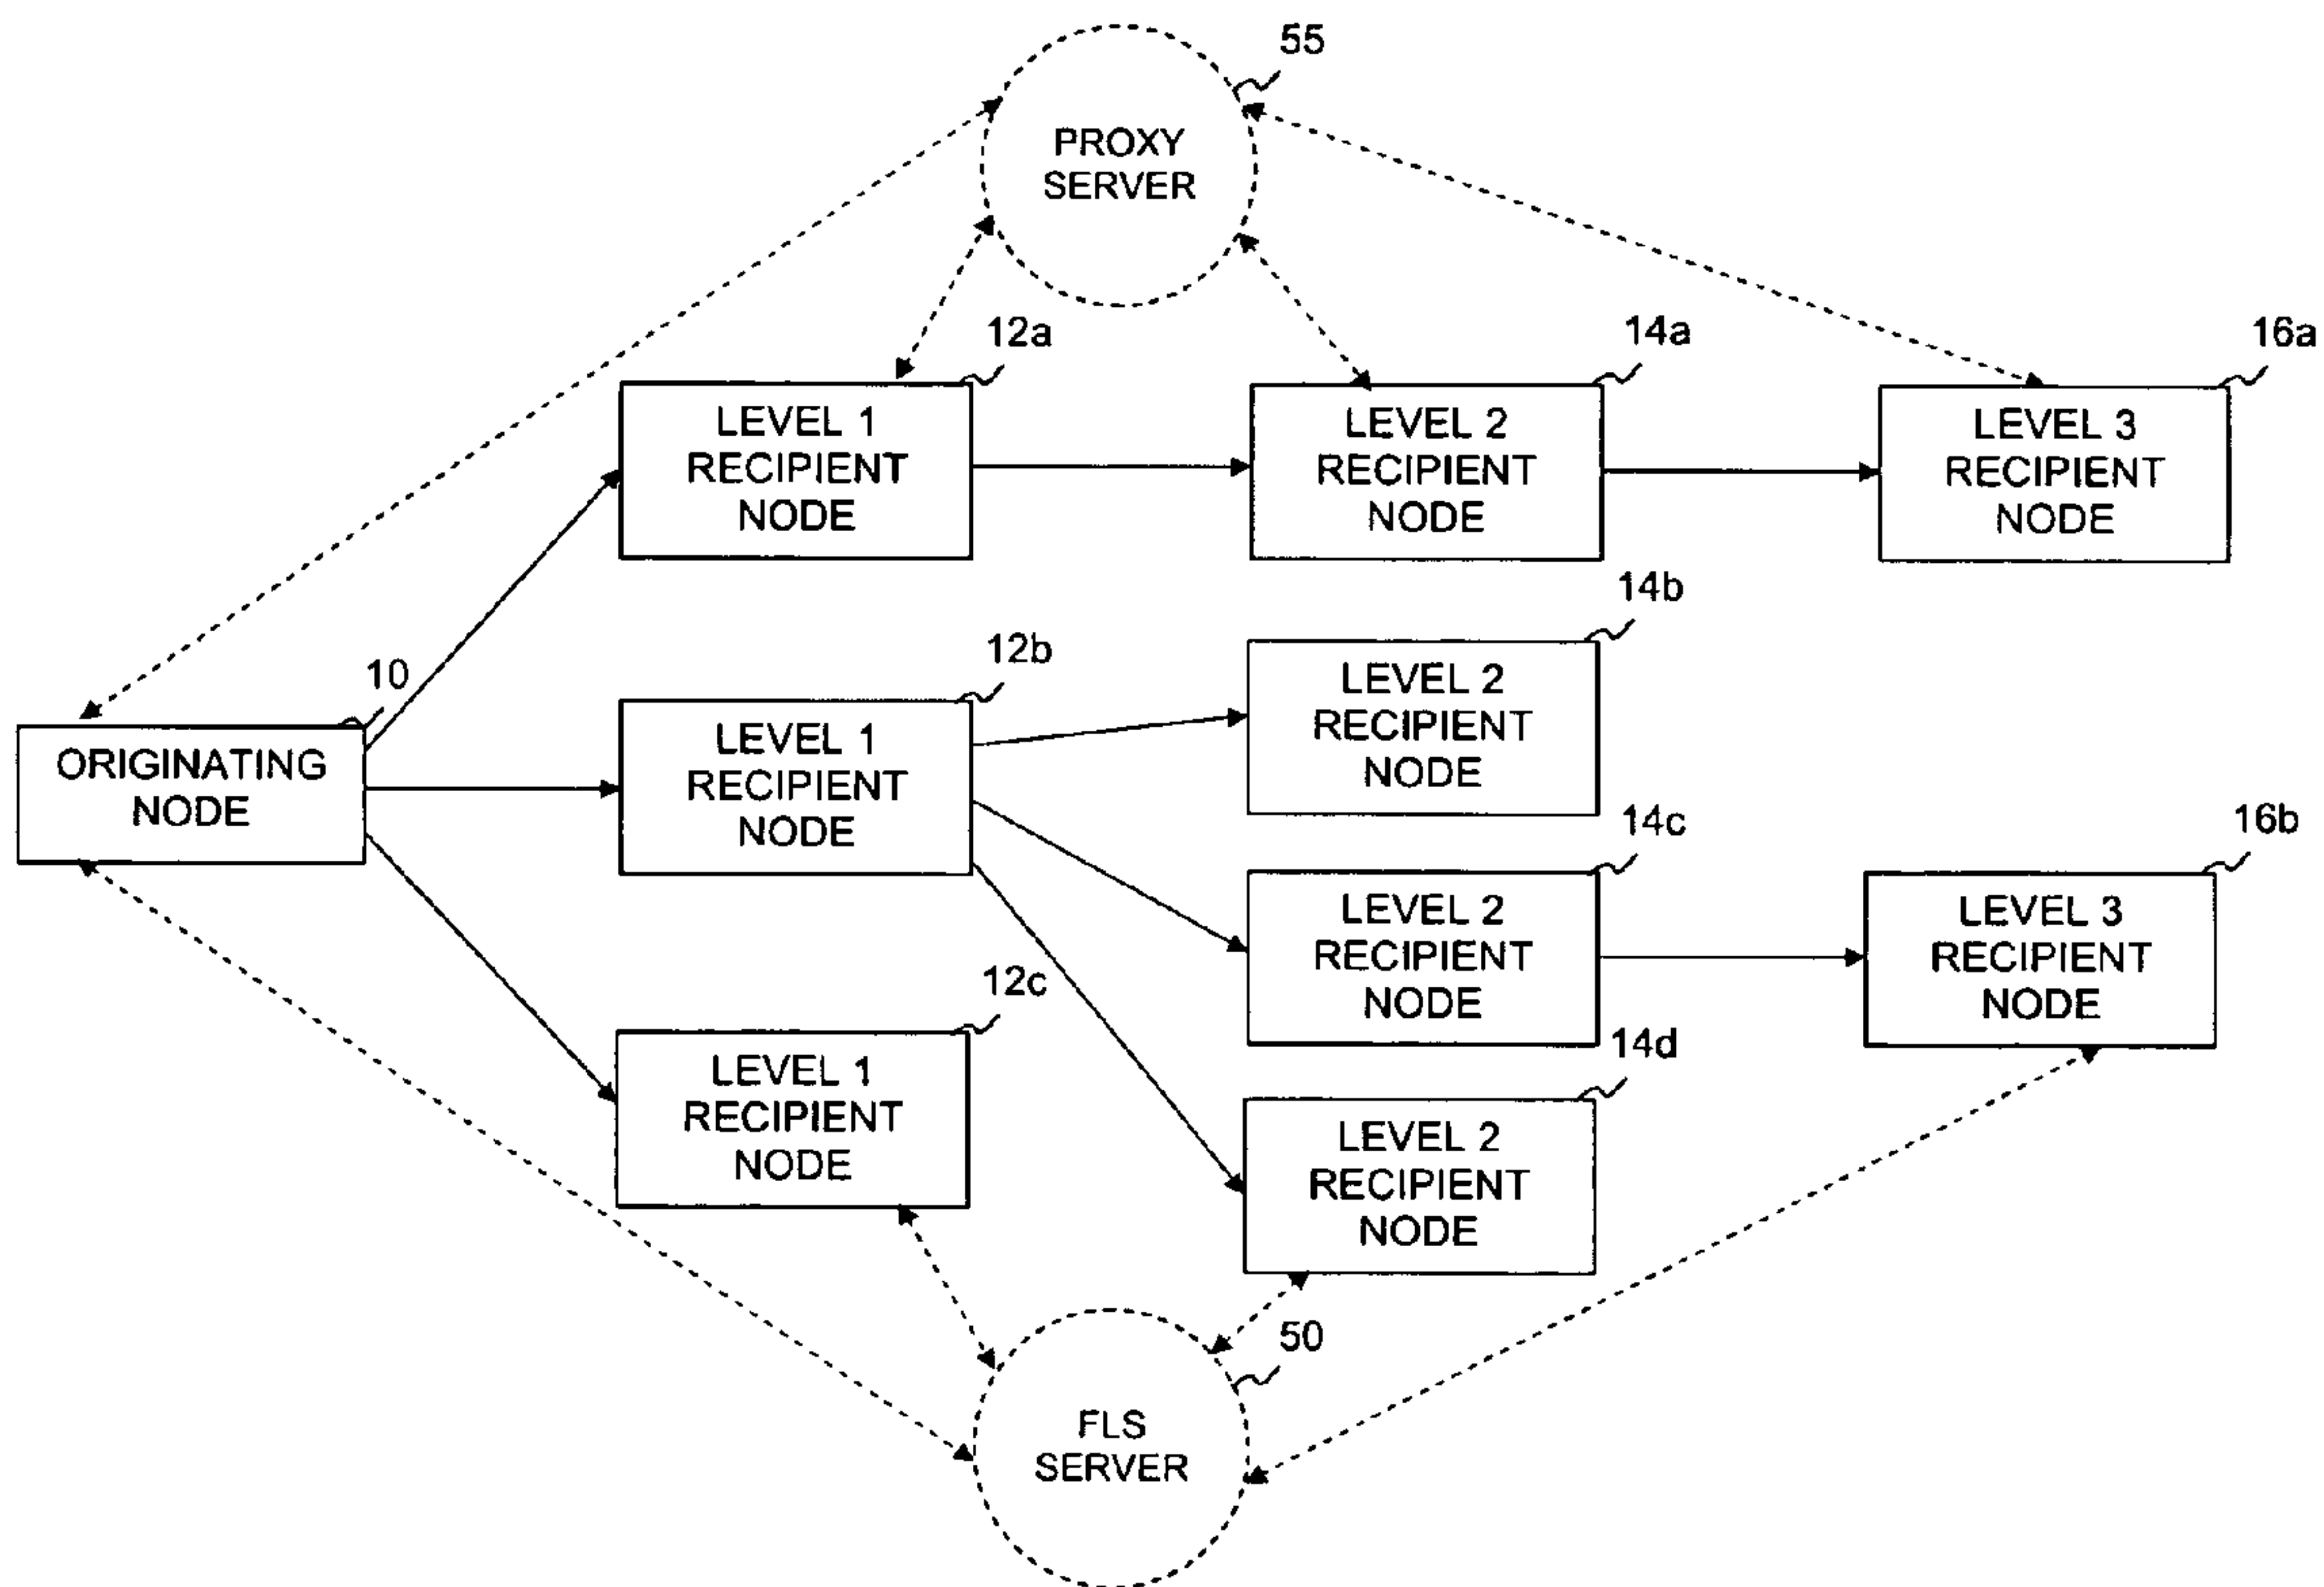 55
PROXY
SERVER
12a
14a
16a
LEVEL 1
RECIPIENT
NODE
LEVEL 2
RECIPIENT
NODE
LEVEL 3
RECIPIENT
NODE
10
12b
14b
ORIGINATING
NODE
LEVEL 1
RECIPIENT
NODE
LEVEL 2
RECIPIENT
NODE
14c
16b
LEVEL 2
RECIPIENT
NODE
LEVEL 3
RECIPIENT
NODE
12c
14d
LEVEL 1
RECIPIENT
NODE
LEVEL 2
RECIPIENT
NODE
50
FLS
SERVER